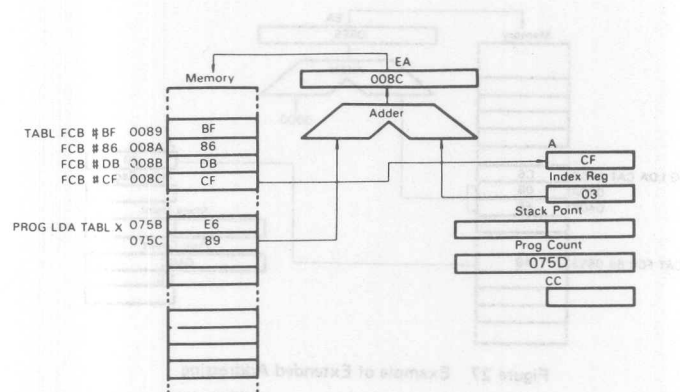 EA
008C
Memory
Adder
TABL FCB #BF 0089 BF
FCB #86 008A 86
FCB #DB 008B DB
FCB #CF 008C CF
A
CF
Index Reg
03
Stack Point
PROG LDA TABL X 075B E6
075C 89
Prog Count
075D
CC
Figure 27 Example of Extended Addressing